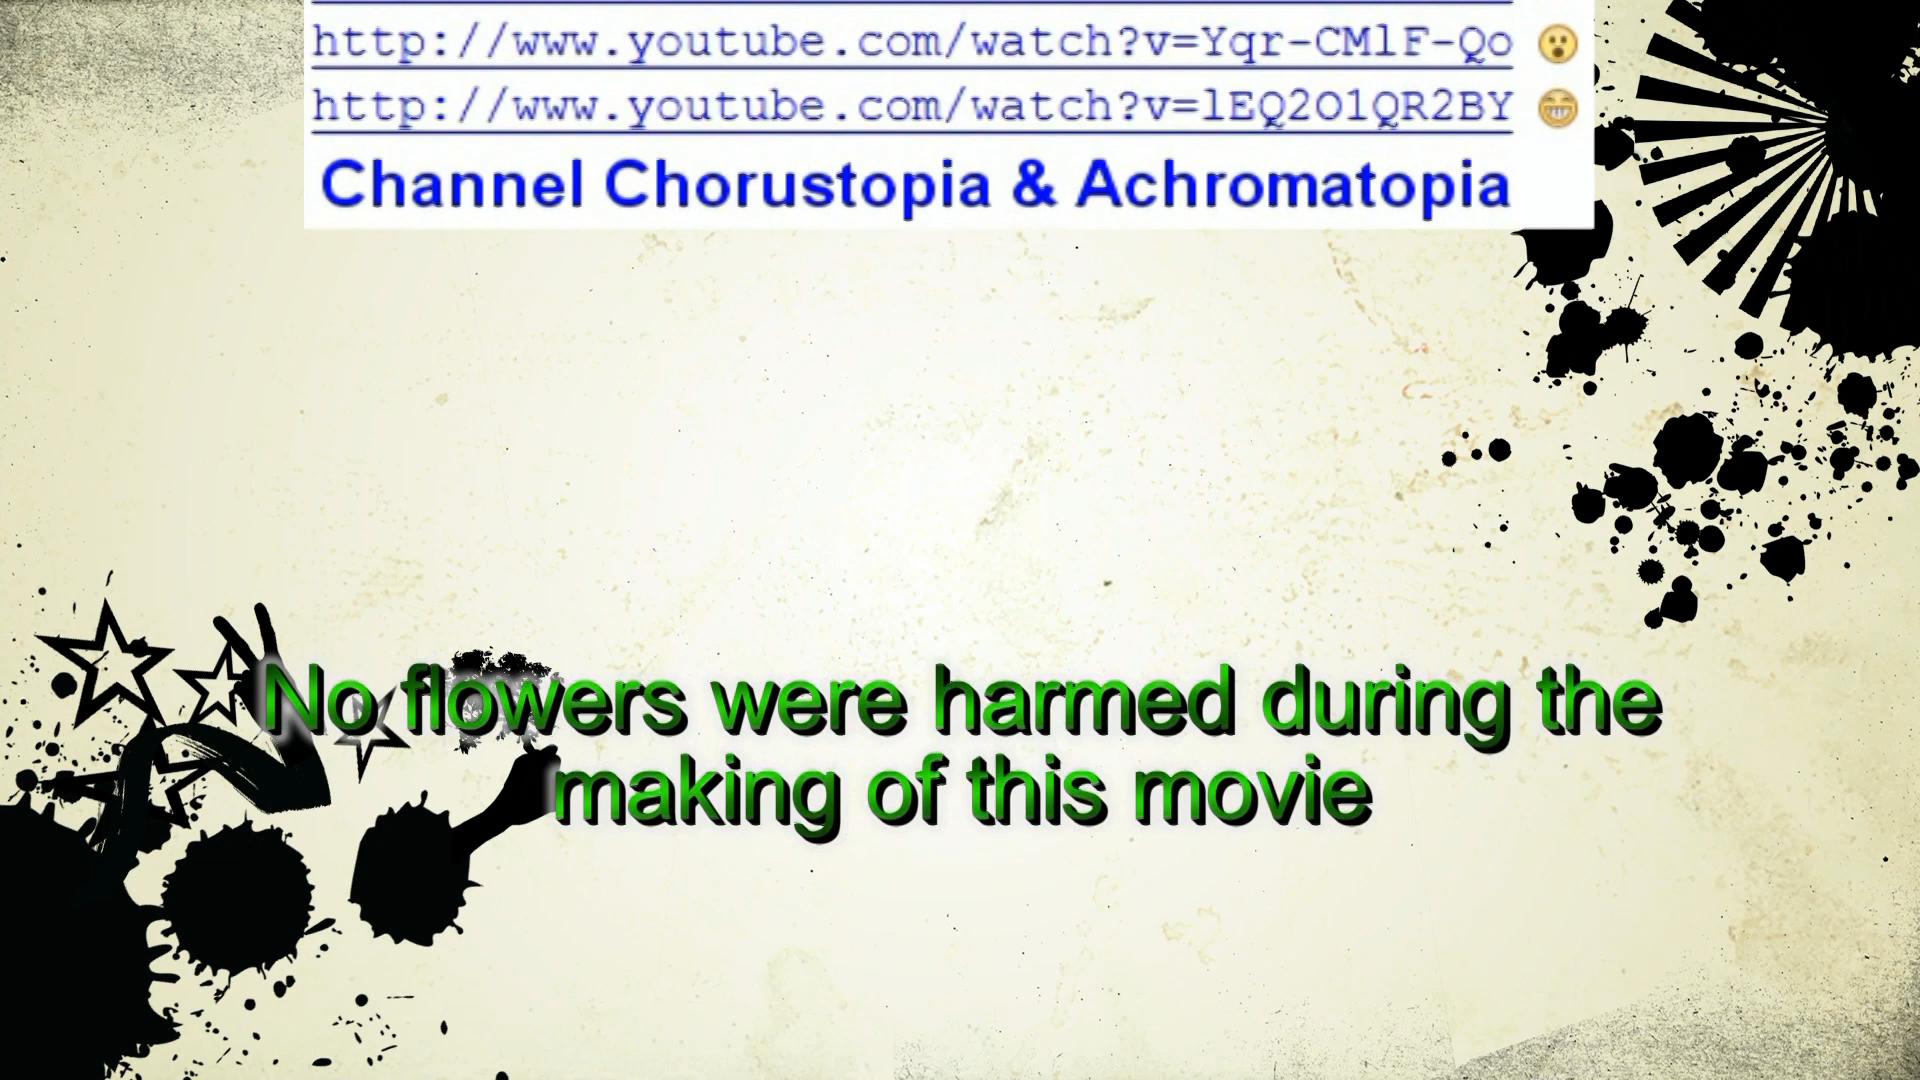 http://www.youtube.com/watch?v=Yqr-CMlF-Qo
http://www.youtube.com/watch?v=lEQ2O1QR2BY
Channel Chorustopia & Achromatopia
No flowers were harmed during the
making of this movie